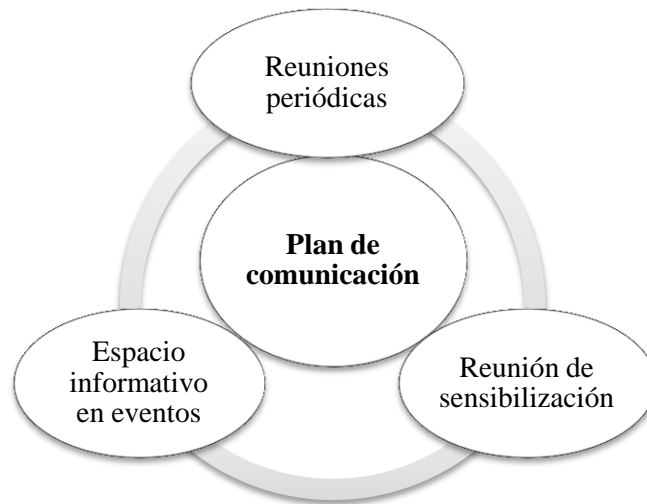 Reuniones
periódicas
Plan de
comunicación
Espacio
informativo
en eventos
Reunión de
sensibilización